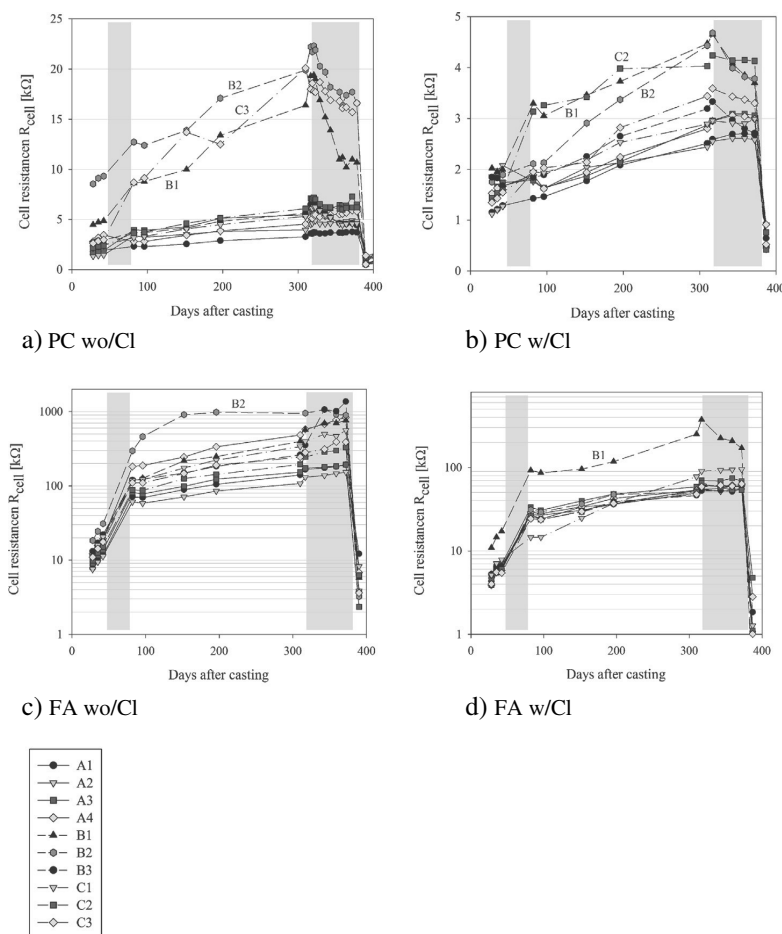 25
20
15
10
5
0
Cell resistancen R_cell [kΩ]
B2
C3
B1
0 100 200 300 400
Days after casting
a) PC wo/Cl
5
4
3
2
1
0
Cell resistance R_cell [kΩ]
C2
B1
B2
0 100 200 300 400
Days after casting
b) PC w/Cl
1000
100
10
1
Cell resistancen R_cell [kΩ]
B2
0 100 200 300 400
Days after casting
c) FA wo/Cl
100
10
1
Cell resistancen R_cell [kΩ]
B1
0 100 200 300 400
Days after casting
d) FA w/Cl
A1
A2
A3
A4
B1
B2
B3
C1
C2
C3